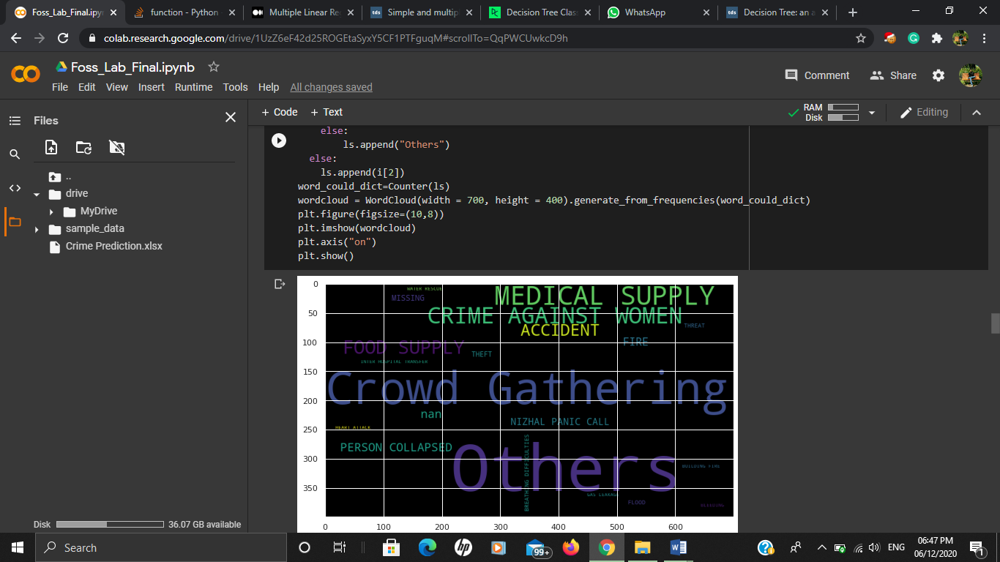 Foss_Lab_Final.ipyn
function - Python
Multiple Linear Re
Simple and multip
Decision Tree Clas
WhatsApp
Decision Tree: an a
colab.research.google.com/drive/1UzZ6eF42d25ROGEtaSyxY5CF1PTFguqM#scrollTo=QqPWCUwkcD9h
Foss_Lab_Final.ipynb
Comment
Share
File Edit View Insert Runtime Tools Help All changes saved
Files
+ Code + Text
RAM
Disk
Editing
..
drive
MyDrive
sample_data
Crime Prediction.xlsx
else:
ls.append("Others")
else:
ls.append(i[2])
word_could_dict=Counter(ls)
wordcloud = WordCloud(width = 700, height = 400).generate_from_frequencies(word_could_dict)
plt.figure(figsize=(10,8))
plt.imshow(wordcloud)
plt.axis("on")
plt.show()
0
50
100
150
200
250
300
350
WATER RESCUE
MISSING
MEDICAL SUPPLY
CRIME AGAINST WOMEN
ACCIDENT
THREAT
FIRE
FOOD SUPPLY
THEFT
INTER HOSPITAL TRANSFER
Crowd Gathering
nan
NIZHAL PANIC CALL
HEART ATTACK
PERSON COLLAPSED
Others
BREATHING DIFFICULTIES
BUILDING FIRE
GAS LEAKAGE
FLOOD
BLEEDING
0 100 200 300 400 500 600
Disk 36.07 GB available
Search
99+
ENG
06:47 PM
06/12/2020
1